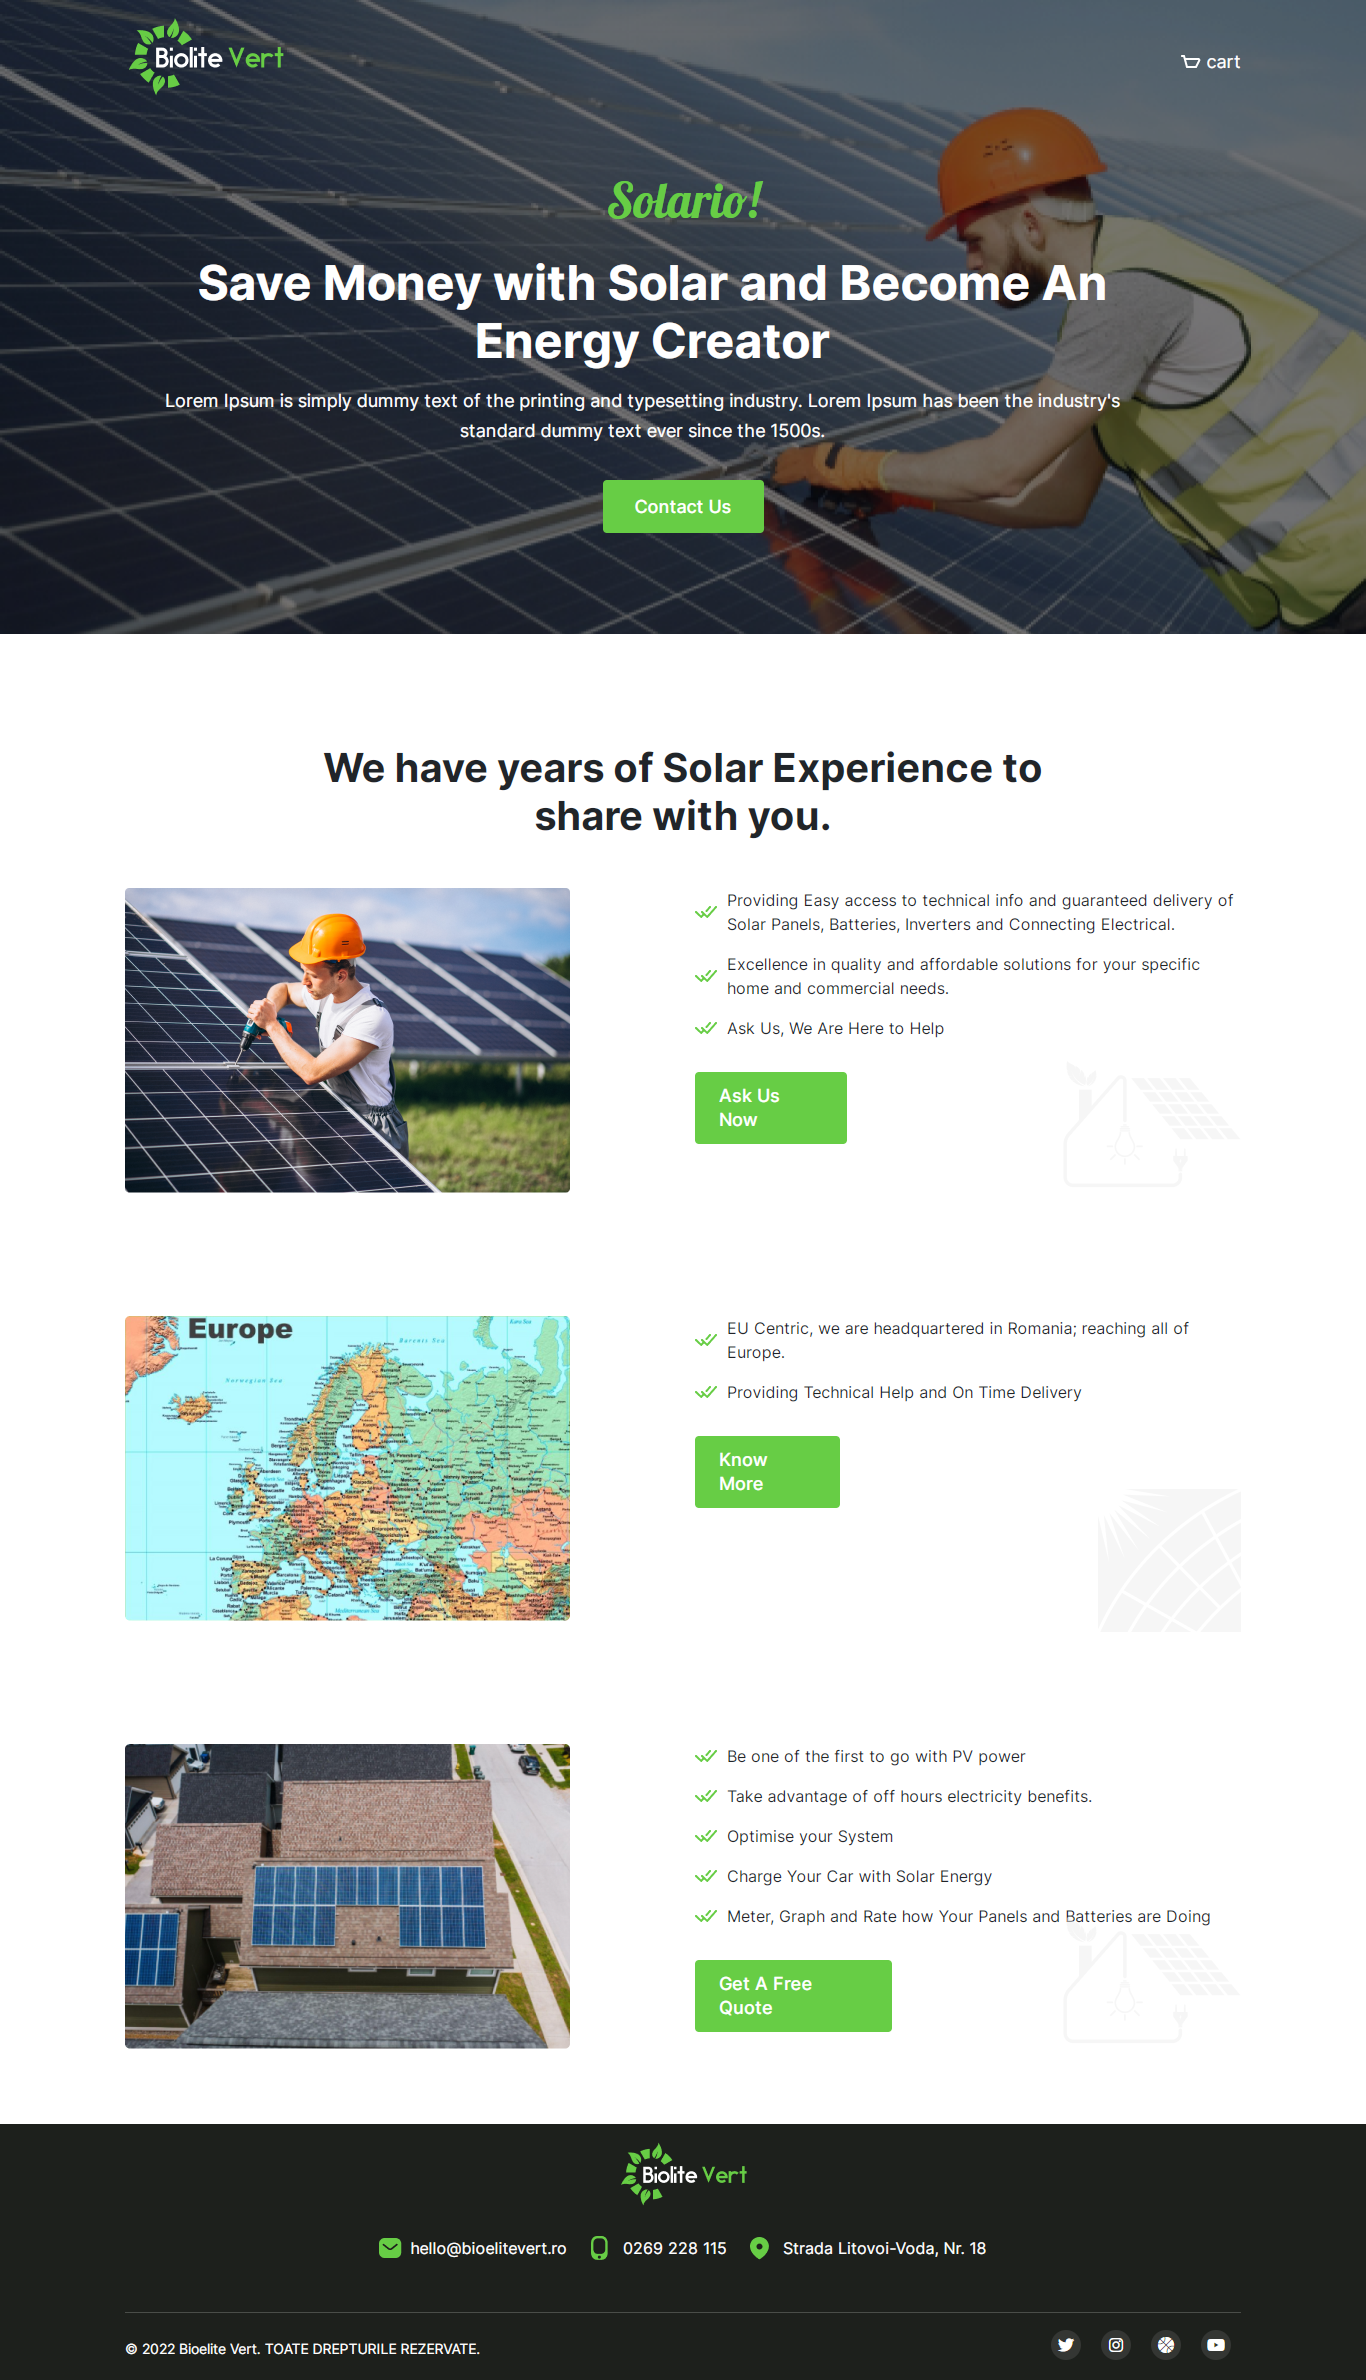 Biolite Vert
cart
Solario!
Save Money with Solar and Become An
Energy Creator
Lorem Ipsum is simply dummy text of the printing and typesetting industry. Lorem Ipsum has been the industry's
standard dummy text ever since the 1500s.
Contact Us
We have years of Solar Experience to
share with you.
Providing Easy access to technical info and guaranteed delivery of
Solar Panels, Batteries, Inverters and Connecting Electrical.
Excellence in quality and affordable solutions for your specific
home and commercial needs.
Ask Us, We Are Here to Help
Ask Us
Now
Europe
Barents Sea
Norwegian Sea
EU Centric, we are headquartered in Romania; reaching all of
Europe.
Providing Technical Help and On Time Delivery
Know
More
Be one of the first to go with PV power
Take advantage of off hours electricity benefits.
Optimise your System
Charge Your Car with Solar Energy
Meter, Graph and Rate how Your Panels and Batteries are Doing
Get A Free
Quote
Biolite Vert
hello@bioelitevert.ro
0269 228 115
Strada Litovoi-Voda, Nr. 18
© 2022 Bioelite Vert. TOATE DREPTURILE REZERVATE.